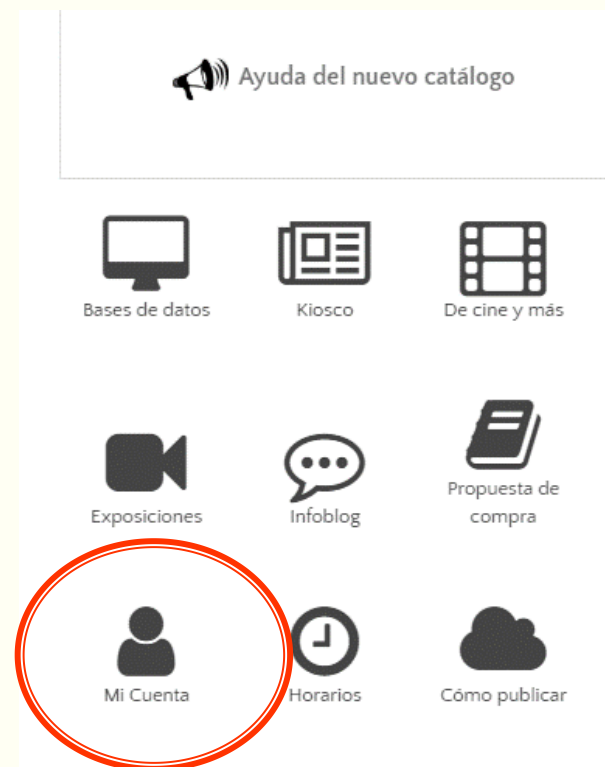 Ayuda del nuevo catálogo
Bases de datos
Kiosco
De cine y más
Exposiciones
Infoblog
Propuesta de
compra
Mi Cuenta
Horarios
Cómo publicar